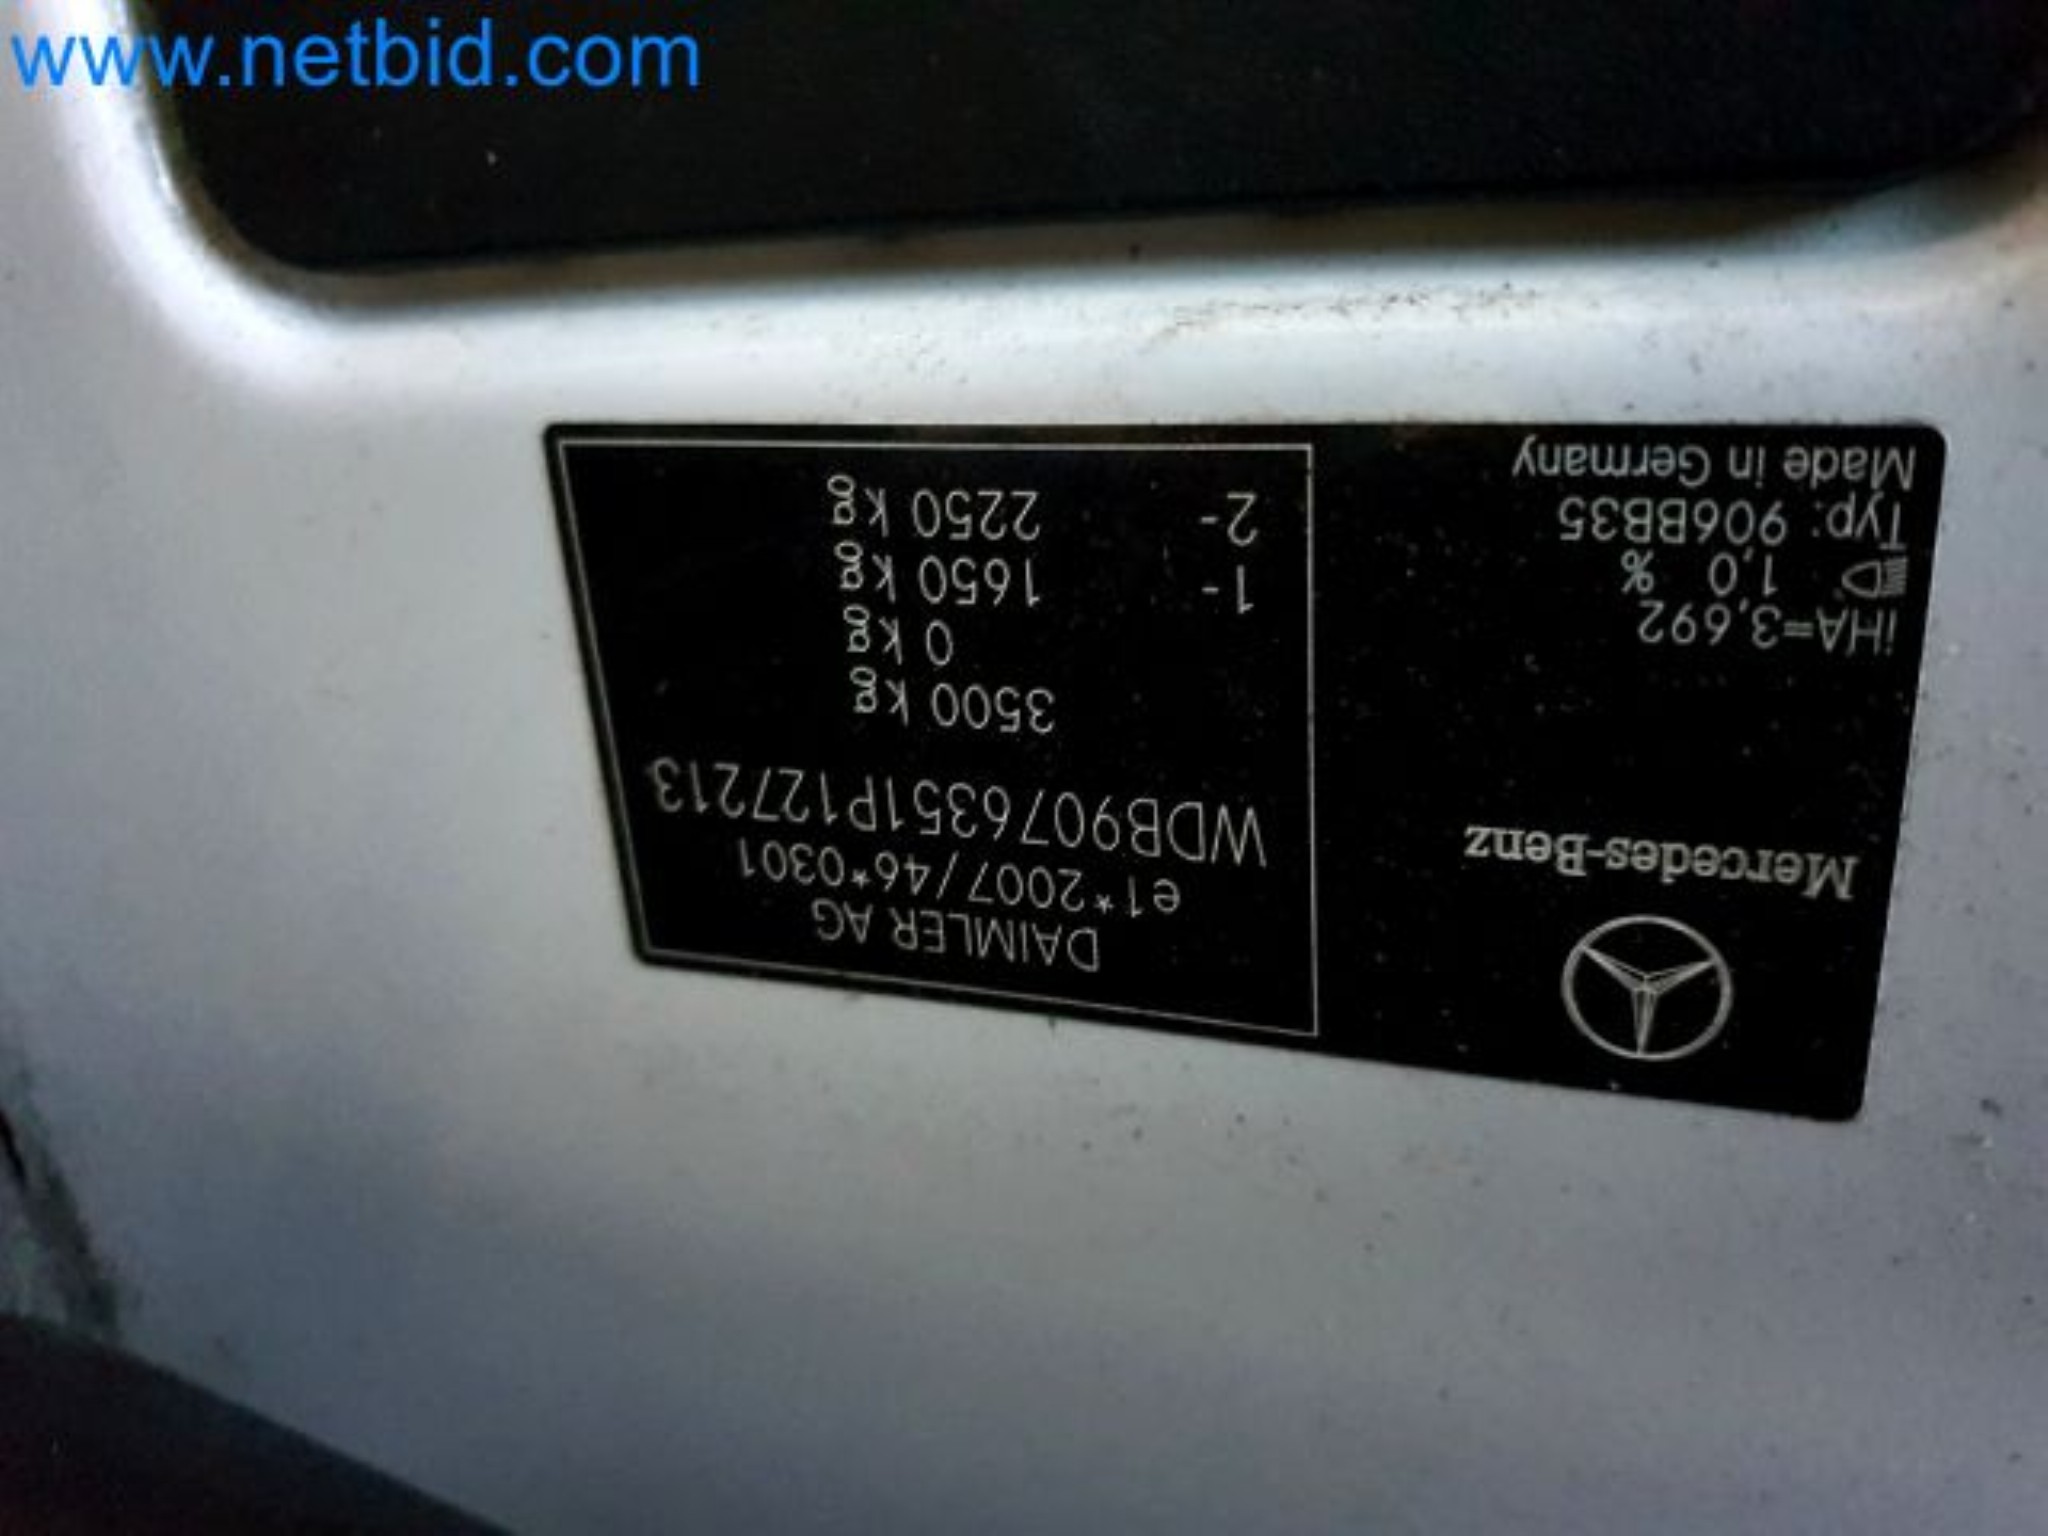 www.netbid.com
Mercedes-Benz
iHA=3,692
1,0 %
Typ: 906BB35
Made in Germany
DAIMLER AG
e1*2007/46*0301
WDB9076351P127213
3500 kg
0 kg
1- 1650 kg
2- 2250 kg